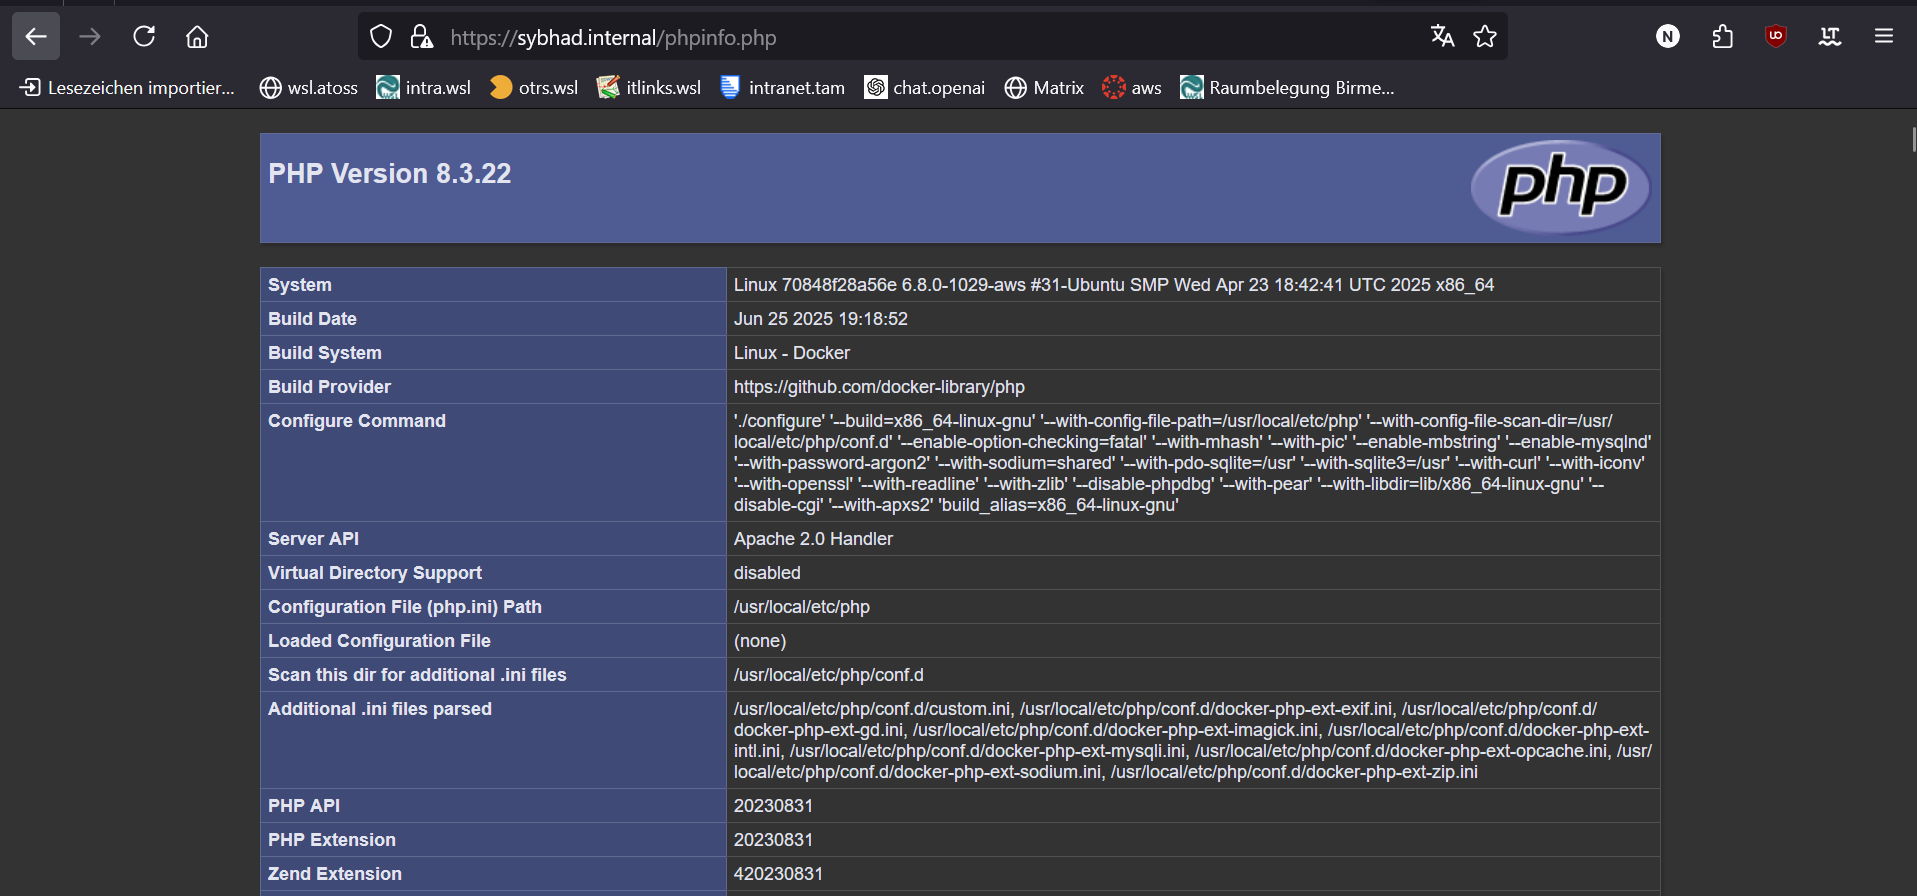 https://sybhad.internal/phpinfo.php
N
UD
LT
Lesezeichen importier...
wsl.atoss
intra.wsl
otrs.wsl
itlinks.wsl
intranet.tam
chat.openai
Matrix
aws
Raumbelegung Birme...
PHP Version 8.3.22
php
System
Linux 70848f28a56e 6.8.0-1029-aws #31-Ubuntu SMP Wed Apr 23 18:42:41 UTC 2025 x86_64
Build Date
Jun 25 2025 19:18:52
Build System
Linux - Docker
Build Provider
https://github.com/docker-library/php
Configure Command
'./configure' '--build=x86_64-linux-gnu' '--with-config-file-path=/usr/local/etc/php' '--with-config-file-scan-dir=/usr/
local/etc/php/conf.d' '--enable-option-checking=fatal' '--with-mhash' '--with-pic' '--enable-mbstring' '--enable-mysqlnd'
'--with-password-argon2' '--with-sodium=shared' '--with-pdo-sqlite=/usr' '--with-sqlite3=/usr' '--with-curl' '--with-iconv'
'--with-openssl' '--with-readline' '--with-zlib' '--disable-phpdbg' '--with-pear' '--with-libdir=lib/x86_64-linux-gnu' '--
disable-cgi' '--with-apxs2' 'build_alias=x86_64-linux-gnu'
Server API
Apache 2.0 Handler
Virtual Directory Support
disabled
Configuration File (php.ini) Path
/usr/local/etc/php
Loaded Configuration File
(none)
Scan this dir for additional .ini files
/usr/local/etc/php/conf.d
Additional .ini files parsed
/usr/local/etc/php/conf.d/custom.ini, /usr/local/etc/php/conf.d/docker-php-ext-exif.ini, /usr/local/etc/php/conf.d/
docker-php-ext-gd.ini, /usr/local/etc/php/conf.d/docker-php-ext-imagick.ini, /usr/local/etc/php/conf.d/docker-php-ext-
intl.ini, /usr/local/etc/php/conf.d/docker-php-ext-mysqli.ini, /usr/local/etc/php/conf.d/docker-php-ext-opcache.ini, /usr/
local/etc/php/conf.d/docker-php-ext-sodium.ini, /usr/local/etc/php/conf.d/docker-php-ext-zip.ini
PHP API
20230831
PHP Extension
20230831
Zend Extension
420230831